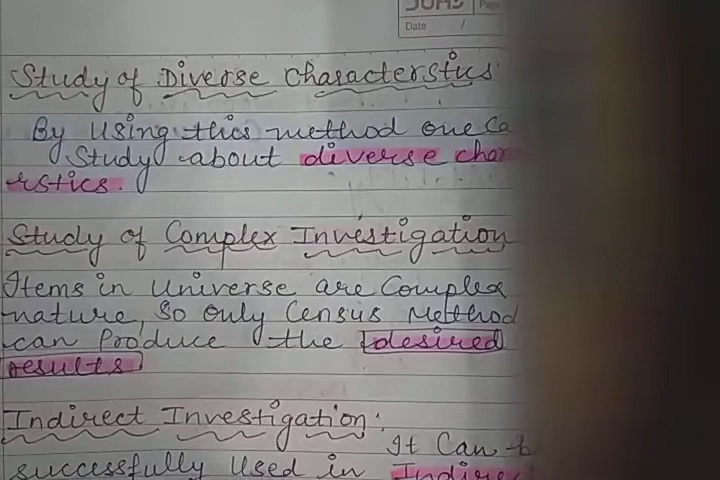 Date /
Study of Diverse Characterstics
By Using this method one
Study about diverse
rstics.
Study of Complex Investigation
Items in Universe are Complex
nature, So only Census Method
can Produce the desired
results
Indirect Investigation:
It Can
successfully Used in